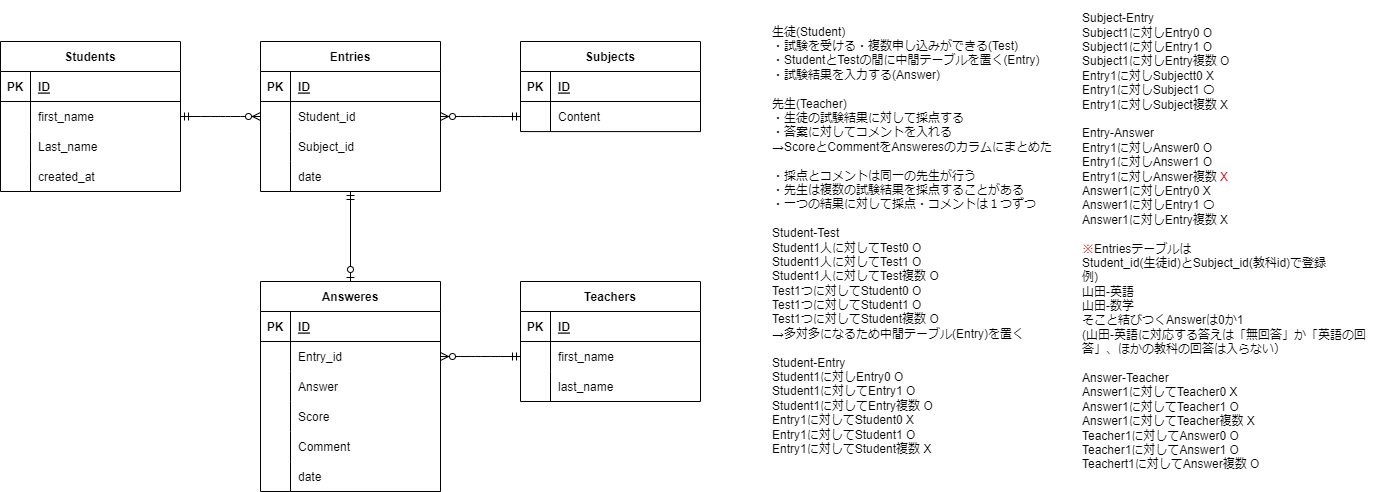 Students
PK ID
first_name
Last_name
created_at
Entries
PK ID
Student_id
Subject_id
date
Subjects
PK ID
Content
Answeres
PK ID
Entry_id
Answer
Score
Comment
date
Teachers
PK ID
first_name
last_name
生徒(Student)
・試験を受ける・複数申し込みができる(Test)
・StudentとTestの間に中間テーブルを置く(Entry)
・試験結果を入力する(Answer)
先生(Teacher)
・生徒の試験結果に対して採点する
・答案に対してコメントを入れる
→ScoreとCommentをAnsweresのカラムにまとめた
・採点とコメントは同一の先生が行う
・先生は複数の試験結果を採点することがある
・一つの結果に対して採点・コメントは１つずつ
Student-Test
Student1人に対してTest0 O
Student1人に対してTest1 O
Student1人に対してTest複数 O
Test1つに対してStudent0 O
Test1つに対してStudent1 O
Test1つに対してStudent複数 O
→多対多になるため中間テーブル(Entry)を置く
Student-Entry
Student1に対しEntry0 O
Student1に対してEntry1 O
Student1に対してEntry複数 O
Entry1に対してStudent0 X
Entry1に対してStudent1 O
Entry1に対してStudent複数 X
Subject-Entry
Subject1に対しEntry0 O
Subject1に対しEntry1 O
Subject1に対しEntry複数 O
Entry1に対しSubjectt0 X
Entry1に対しSubject1 〇
Entry1に対しSubject複数 X
Entry-Answer
Entry1に対しAnswer0 O
Entry1に対しAnswer1 O
Entry1に対しAnswer複数 X
Answer1に対しEntry0 X
Answer1に対しEntry1 〇
Answer1に対しEntry複数 X
※Entriesテーブルは
Student_id(生徒id)とSubject_id(教科id)で登録
例)
山田-英語
山田-数学
そこと結びつくAnswerは0か1
(山田-英語に対応する答えは「無回答」か「英語の回
答」、ほかの教科の回答は入らない）
Answer-Teacher
Answer1に対してTeacher0 X
Answer1に対してTeacher1 O
Answer1に対してTeacher複数 X
Teacher1に対してAnswer0 O
Teacher1に対してAnswer1 O
Teachert1に対してAnswer複数 O